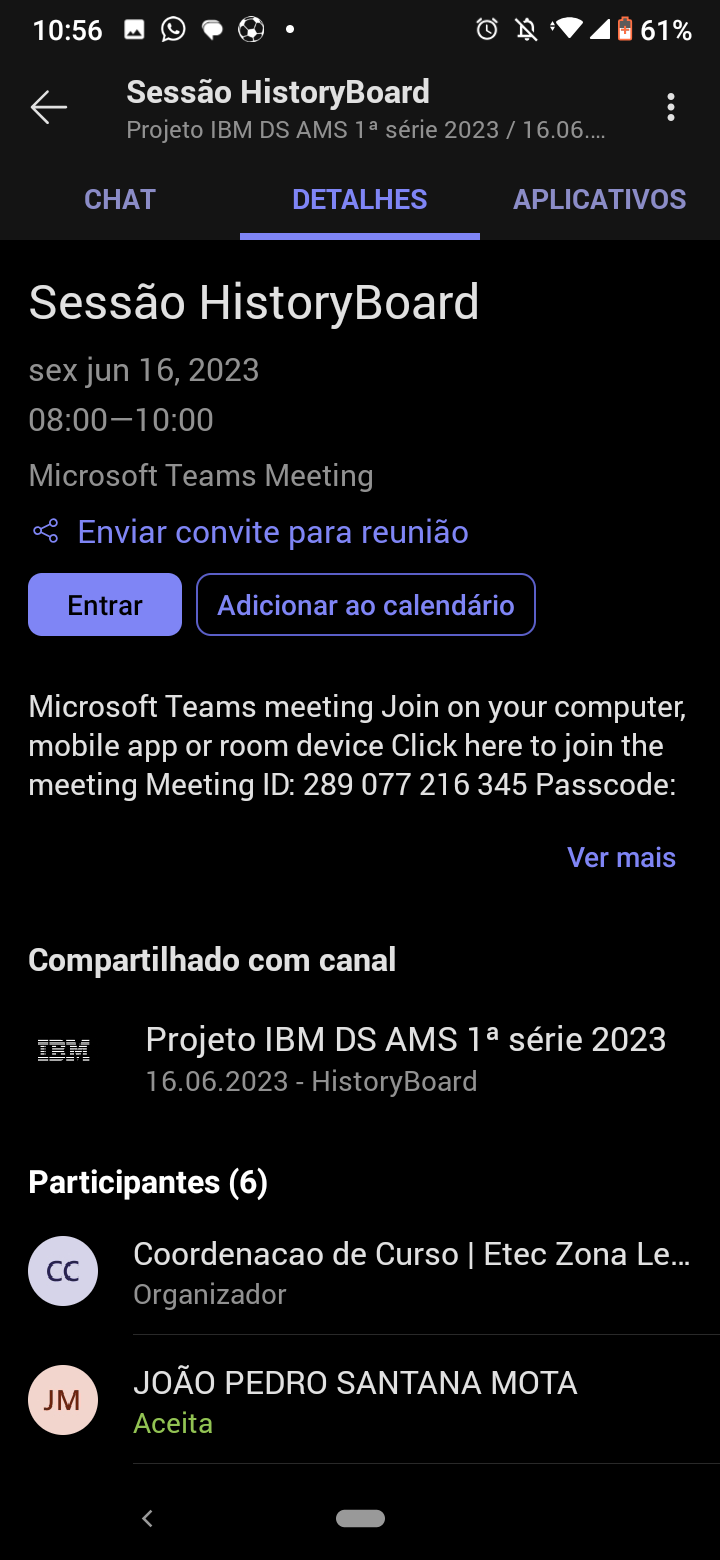 10:56
61%
Sessão HistoryBoard
Projeto IBM DS AMS 1ª série 2023 / 16.06....
CHAT DETALHES APLICATIVOS
Sessão HistoryBoard
sex jun 16, 2023
08:00—10:00
Microsoft Teams Meeting
Enviar convite para reunião
Entrar Adicionar ao calendário
Microsoft Teams meeting Join on your computer,
mobile app or room device Click here to join the
meeting Meeting ID: 289 077 216 345 Passcode:
Ver mais
Compartilhado com canal
IBM Projeto IBM DS AMS 1ª série 2023
16.06.2023 - HistoryBoard
Participantes (6)
CC Coordenacao de Curso | Etec Zona Le...
Organizador
JM JOÃO PEDRO SANTANA MOTA
Aceita